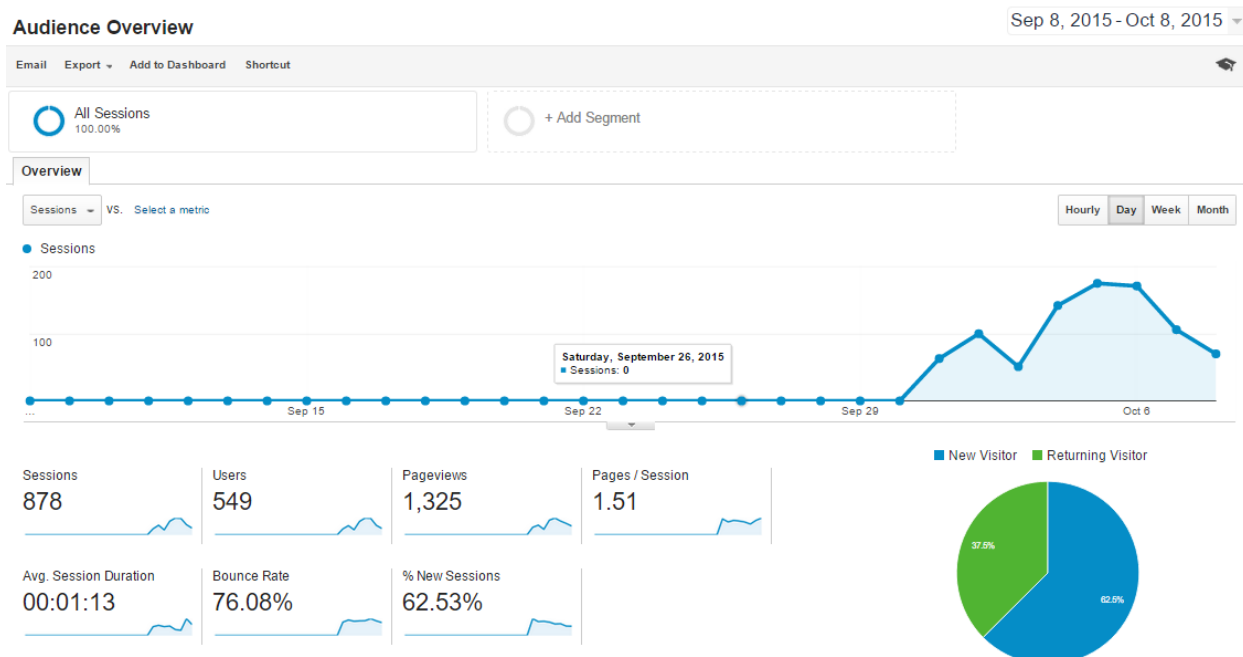 Audience Overview
Sep 8, 2015 - Oct 8, 2015
Email Export Add to Dashboard Shortcut
All Sessions
100.00%
+ Add Segment
Overview
Sessions VS. Select a metric
Hourly Day Week Month
Sessions
200
100
Saturday, September 26, 2015
Sessions: 0
... Sep 15 Sep 22 Sep 29 Oct 6
New Visitor Returning Visitor
Sessions Users Pageviews Pages / Session
878 549 1,325 1.51
37.5%
62.5%
Avg. Session Duration Bounce Rate % New Sessions
00:01:13 76.08% 62.53%